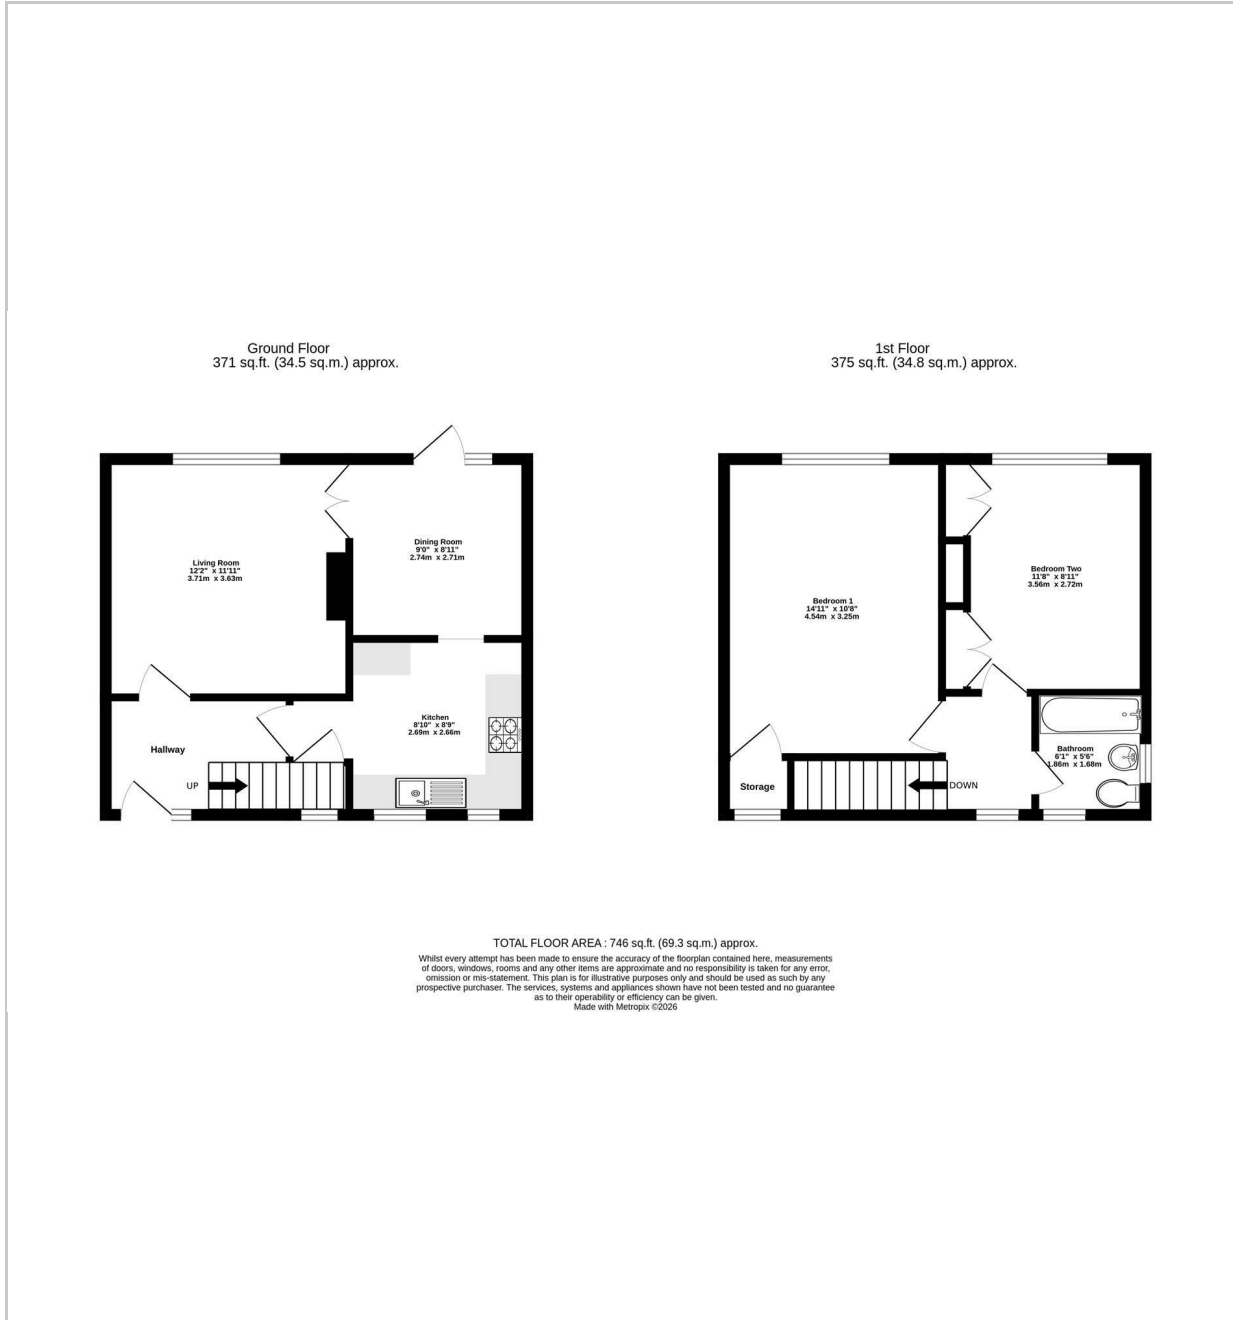 Ground Floor
371 sq.ft. (34.5 sq.m.) approx.
1st Floor
375 sq.ft. (34.8 sq.m.) approx.
Living Room
12'2" x 11'11"
3.71m x 3.63m
Dining Room
9'0" x 8'11"
2.74m x 2.71m
Kitchen
8'10" x 8'9"
2.69m x 2.66m
Hallway
UP
Bedroom 1
14'11" x 10'8"
4.54m x 3.25m
Bedroom Two
11'8" x 8'11"
3.56m x 2.72m
Bathroom
6'1" x 5'6"
1.86m x 1.68m
Storage
DOWN
TOTAL FLOOR AREA : 746 sq.ft. (69.3 sq.m.) approx.
Whilst every attempt has been made to ensure the accuracy of the floorplan contained here, measurements
of doors, windows, rooms and any other items are approximate and no responsibility is taken for any error,
omission or mis-statement. This plan is for illustrative purposes only and should be used as such by any
prospective purchaser. The services, systems and appliances shown have not been tested and no guarantee
as to their operability or efficiency can be given.
Made with Metropix ©2026